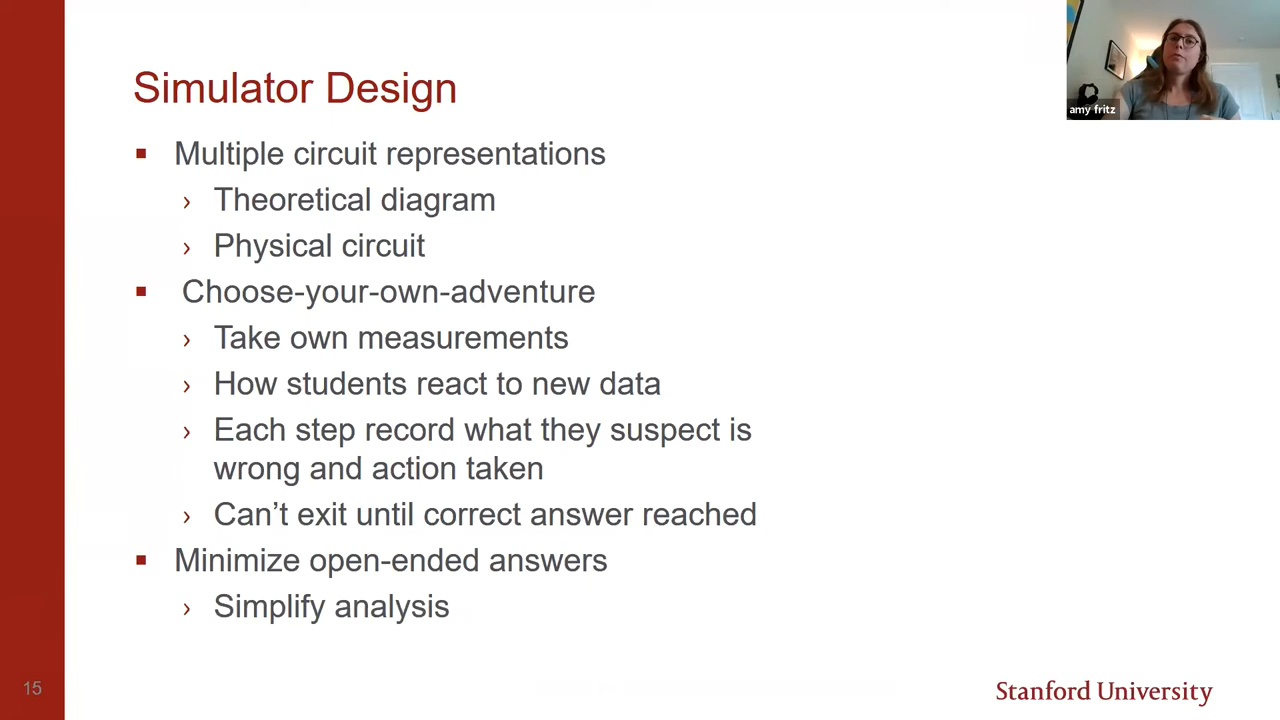 Simulator Design
▪ Multiple circuit representations
› Theoretical diagram
› Physical circuit
▪ Choose-your-own-adventure
› Take own measurements
› How students react to new data
› Each step record what they suspect is
wrong and action taken
› Can’t exit until correct answer reached
▪ Minimize open-ended answers
› Simplify analysis
amy fritz
15
Stanford University